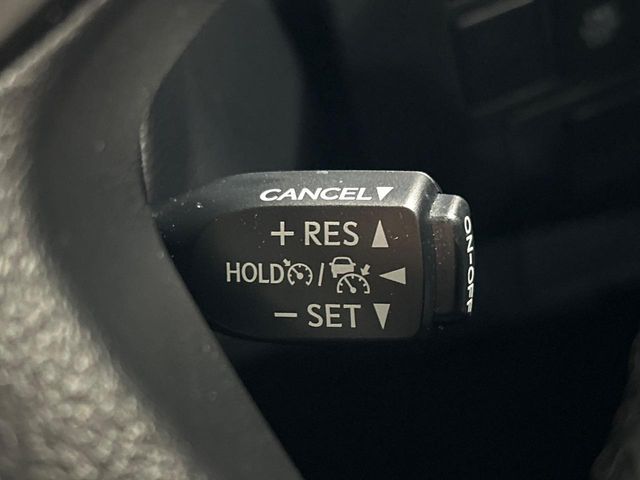 CANCEL▼
+ RES ▲
HOLD / ◀
− SET ▼
ON-OFF